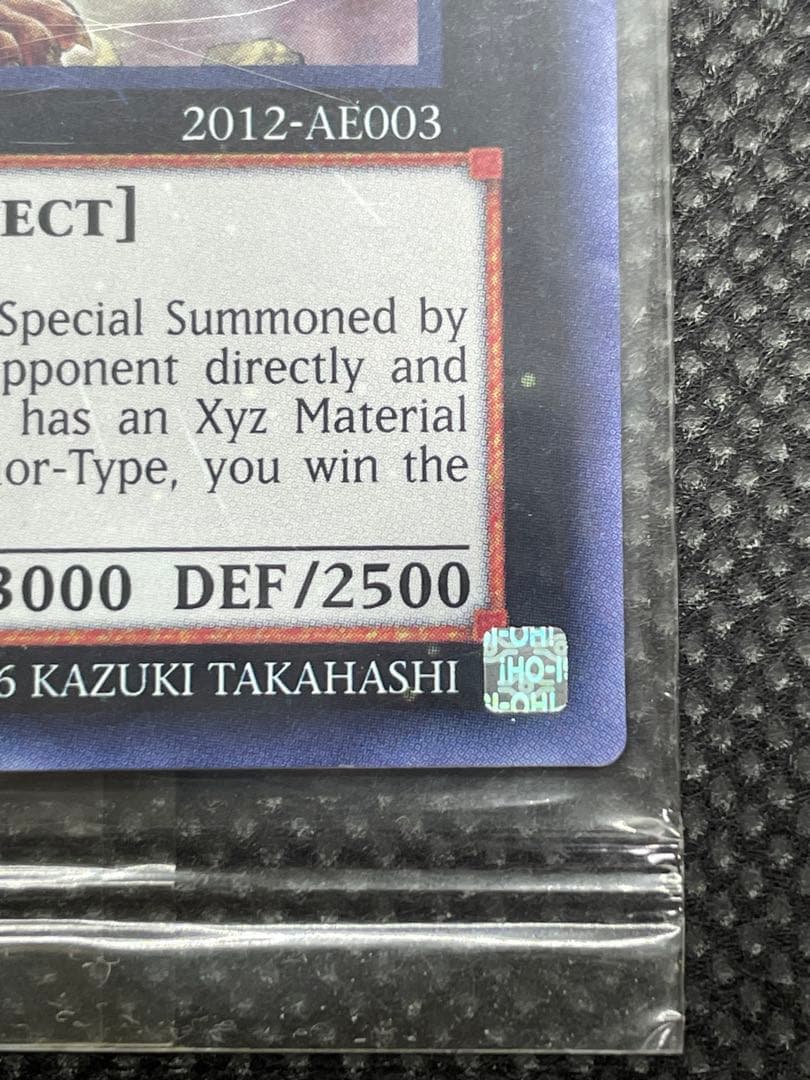 2012-AE003
ECT]
Special Summoned by
pponent directly and
has an Xyz Material
or-Type, you win the
3000 DEF/2500
6 KAZUKI TAKAHASHI